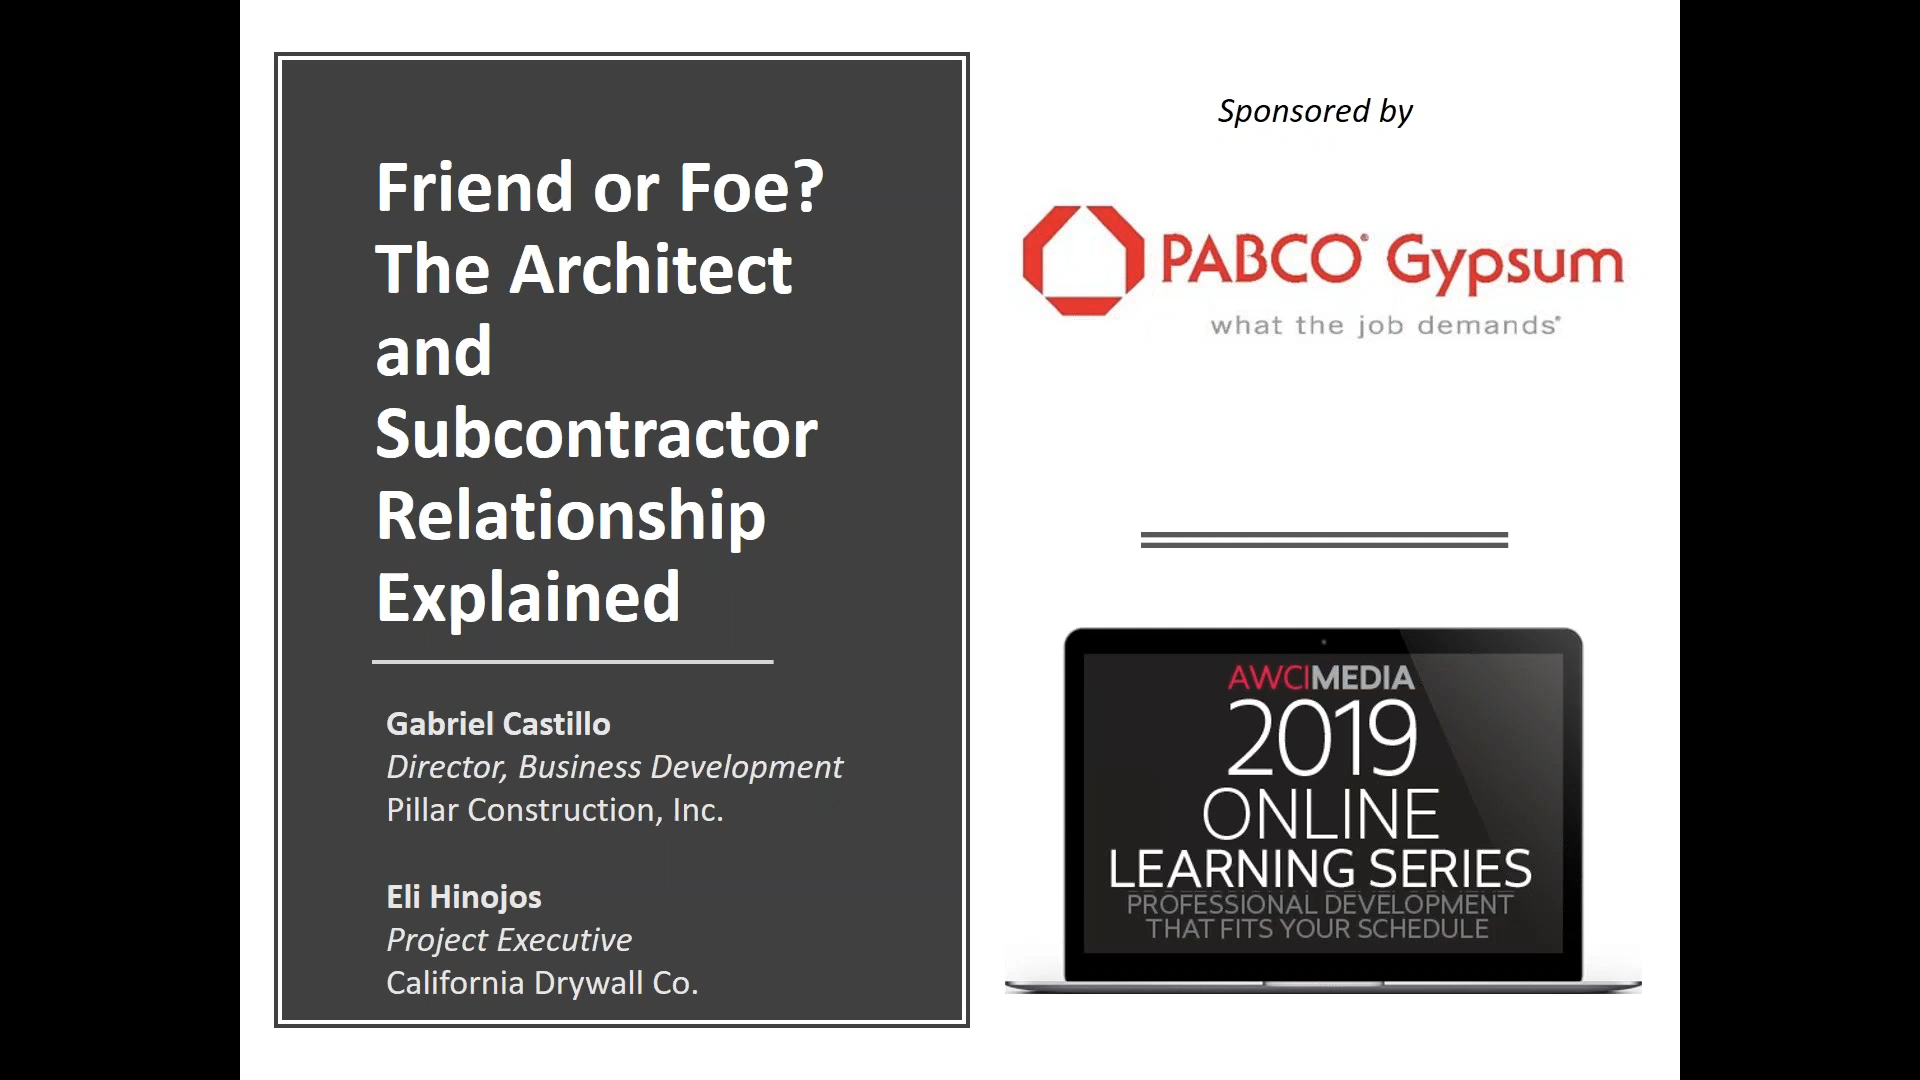 Friend or Foe?
The Architect
and
Subcontractor
Relationship
Explained
Gabriel Castillo
Director, Business Development
Pillar Construction, Inc.
Eli Hinojos
Project Executive
California Drywall Co.
Sponsored by
PABCO® Gypsum
what the job demands®
AWCIMEDIA
2019
ONLINE
LEARNING SERIES
PROFESSIONAL DEVELOPMENT
THAT FITS YOUR SCHEDULE